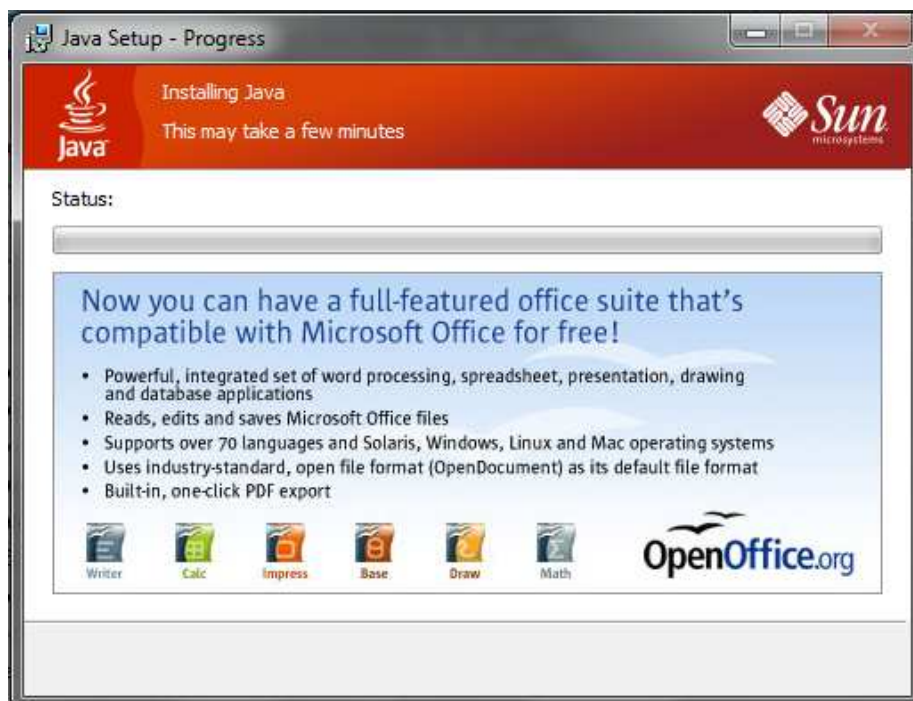 Java Setup - Progress
Installing Java
This may take a few minutes
Java
Sun
microsystems
Status:
Now you can have a full-featured office suite that's
compatible with Microsoft Office for free!
• Powerful, integrated set of word processing, spreadsheet, presentation, drawing
and database applications
• Reads, edits and saves Microsoft Office files
• Supports over 70 languages and Solaris, Windows, Linux and Mac operating systems
• Uses industry-standard, open file format (OpenDocument) as its default file format
• Built-in, one-click PDF export
Writer Calc Impress Base Draw Math
OpenOffice.org